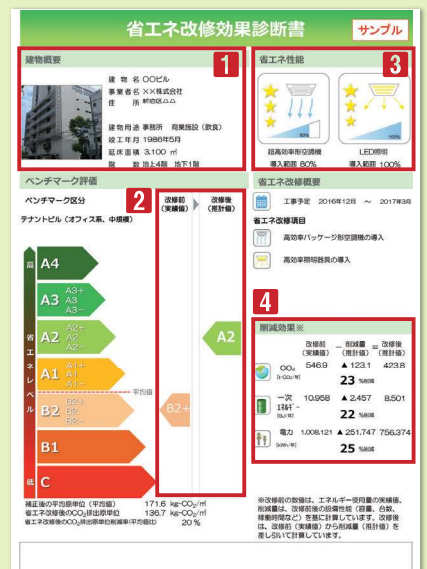 省エネ改修効果診断書
サンプル
建物概要
1
建 物 名 〇〇ビル
事業者名 ××株式会社
住 所 新宿区△△
建物用途 事務所 商業施設（飲食）
竣工年月 1986年5月
延床面積 3,100 ㎡
階 数 地上4階 地下1階
省エネ性能
3
80%
100%
超高効率形空調機
導入範囲 80%
LED照明
導入範囲 100%
ベンチマーク評価
ベンチマーク区分
テナントビル（オフィス系、中規模）
2
改修前
（実績値）
改修後
（推計値）
高 省エネレベル 低
A4
A3 A3+ A3 A3−
A2 A2+ A2 A2−
A1 A1+ A1 A1−
平均値
B2 B2+ B2 B2−
B1
C
B2+
A2
補正後の平均原単位（平均値） 171.6 kg-CO₂/㎡
省エネ改修後のCO₂排出原単位 136.7 kg-CO₂/㎡
省エネ改修後のCO₂排出原単位削減率(平均値比) 20 %
省エネ改修概要
工事予定 2016年12月 ～ 2017年3月
省エネ改修項目
高効率パッケージ形空調機の導入
高効率照明器具の導入
4
削減効果※
改修前（実績値） − 削減量（推計値） = 改修後（推計値）
CO₂ [t-CO₂/年] 546.9 ▲ 123.1 423.8
23 %削減
一次エネルギー [GJ/年] 10,958 ▲ 2,457 8,501
22 %削減
電力 [kWh/年] 1,008,121 ▲ 251,747 756,374
25 %削減
※改修前の数値は、エネルギー使用量の実績値、
削減量は、改修前後の設備性能（容量、台数、
稼働時間など）を基に計算しています。改修後
は、改修前（実績値）から削減量（推計値）を
差し引いて計算しています。